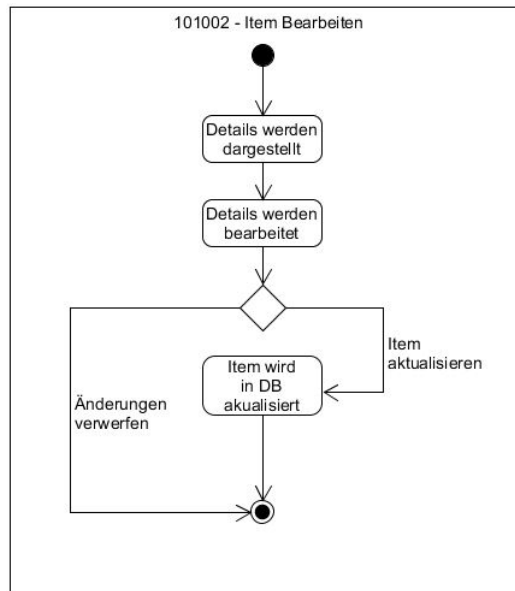 101002 - Item Bearbeiten
Details werden
dargestellt
Details werden
bearbeitet
Item
aktualisieren
Item wird
in DB
akualisiert
Änderungen
verwerfen